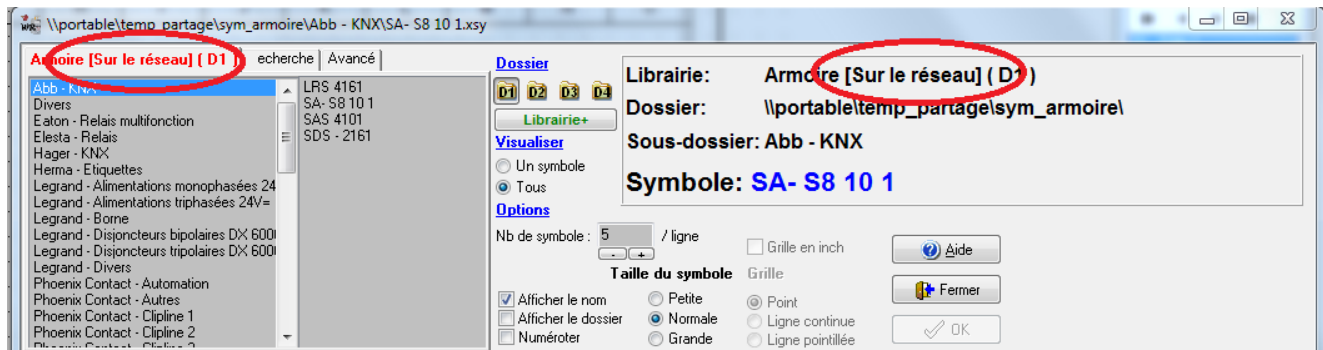 \\portable\temp_partage\sym_armoire\Abb - KNX\SA- S8 10 1.xsy
Armoire [Sur le réseau] ( D1 ) echerche Avancé
Abb - KNX
Divers
Eaton - Relais multifonction
Elesta - Relais
Hager - KNX
Herma - Etiquettes
Legrand - Alimentations monophasées 24
Legrand - Alimentations triphasées 24V=
Legrand - Borne
Legrand - Disjoncteurs bipolaires DX 600
Legrand - Disjoncteurs tripolaires DX 600
Legrand - Divers
Phoenix Contact - Automation
Phoenix Contact - Autres
Phoenix Contact - Clipline 1
Phoenix Contact - Clipline 2
Phoenix Contact - Clipline 3
LRS 4161
SA- S8 10 1
SAS 4101
SDS - 2161
Dossier
D1 D2 D3 D4
Librairie+
Visualiser
Un symbole
Tous
Options
Nb de symbole : 5 / ligne
- +
Taille du symbole
Afficher le nom
Afficher le dossier
Numéroter
Petite
Normale
Grande
Grille en inch
Grille
Point
Ligne continue
Ligne pointillée
Librairie: Armoire [Sur le réseau] ( D1 )
Dossier: \\portable\temp_partage\sym_armoire\
Sous-dossier: Abb - KNX
Symbole: SA- S8 10 1
Aide
Fermer
OK